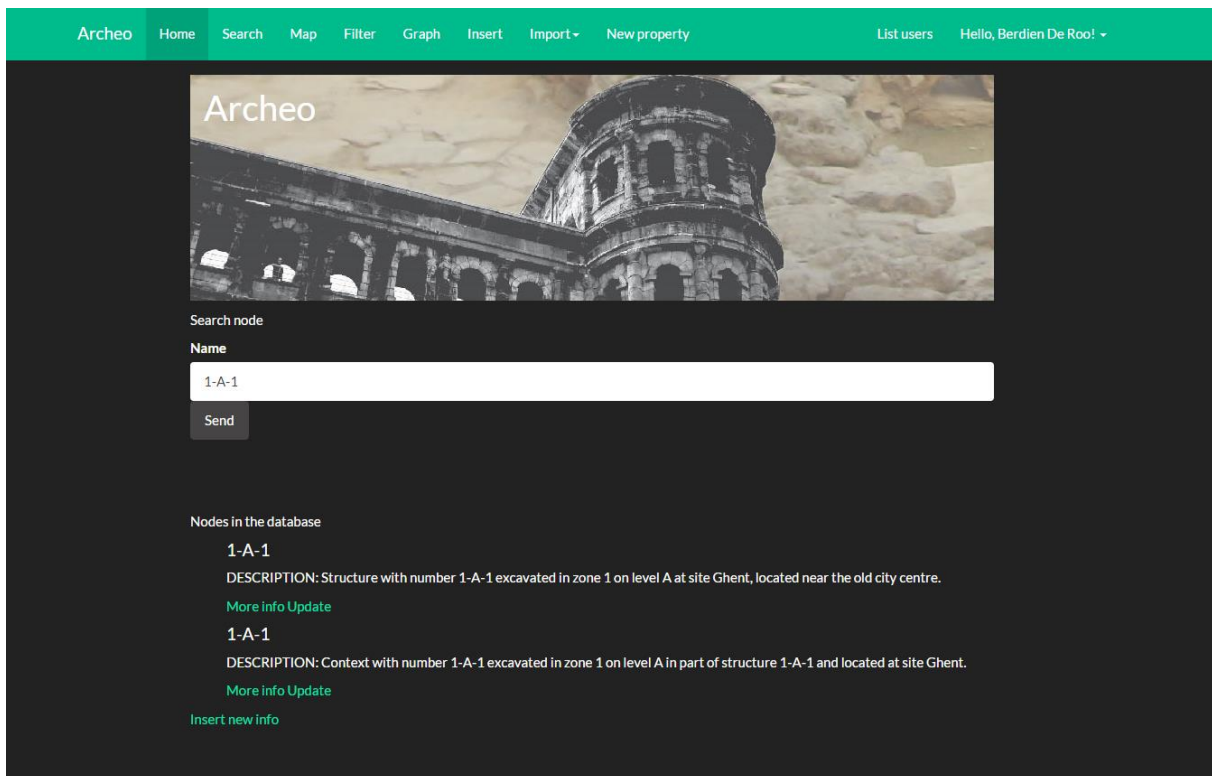 Archeo Home Search Map Filter Graph Insert Import New property List users Hello, Berdien De Roo!
Archeo
Search node
Name
1-A-1
Send
Nodes in the database
1-A-1
DESCRIPTION: Structure with number 1-A-1 excavated in zone 1 on level A at site Ghent, located near the old city centre.
More info Update
1-A-1
DESCRIPTION: Context with number 1-A-1 excavated in zone 1 on level A in part of structure 1-A-1 and located at site Ghent.
More info Update
Insert new info